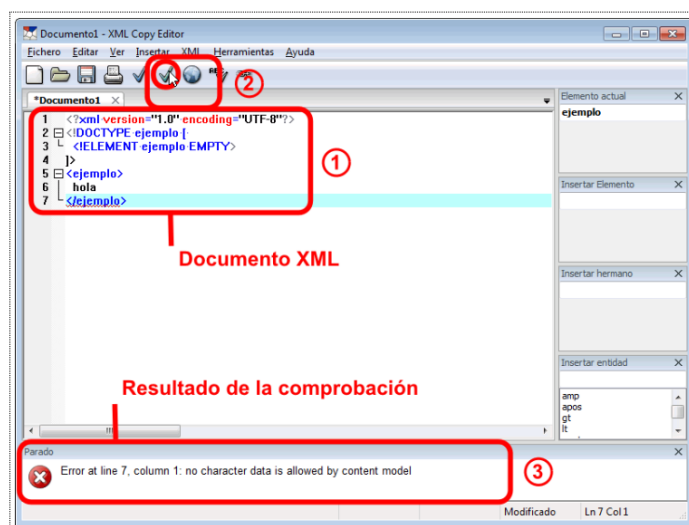 Documento1 - XML Copy Editor
Fichero Editar Ver Insertar XML Herramientas Ayuda
2
*Documento1
1 <?xml version="1.0" encoding="UTF-8"?>
2 <!DOCTYPE ejemplo [
3 <!ELEMENT ejemplo EMPTY>
4 ]>
5 <ejemplo>
6 hola
7 </ejemplo>
1
Documento XML
Elemento actual
ejemplo
Insertar Elemento
Insertar hermano
Insertar entidad
amp
apos
gt
lt
Resultado de la comprobación
Parado
Error at line 7, column 1: no character data is allowed by content model
3
Modificado Ln 7 Col 1